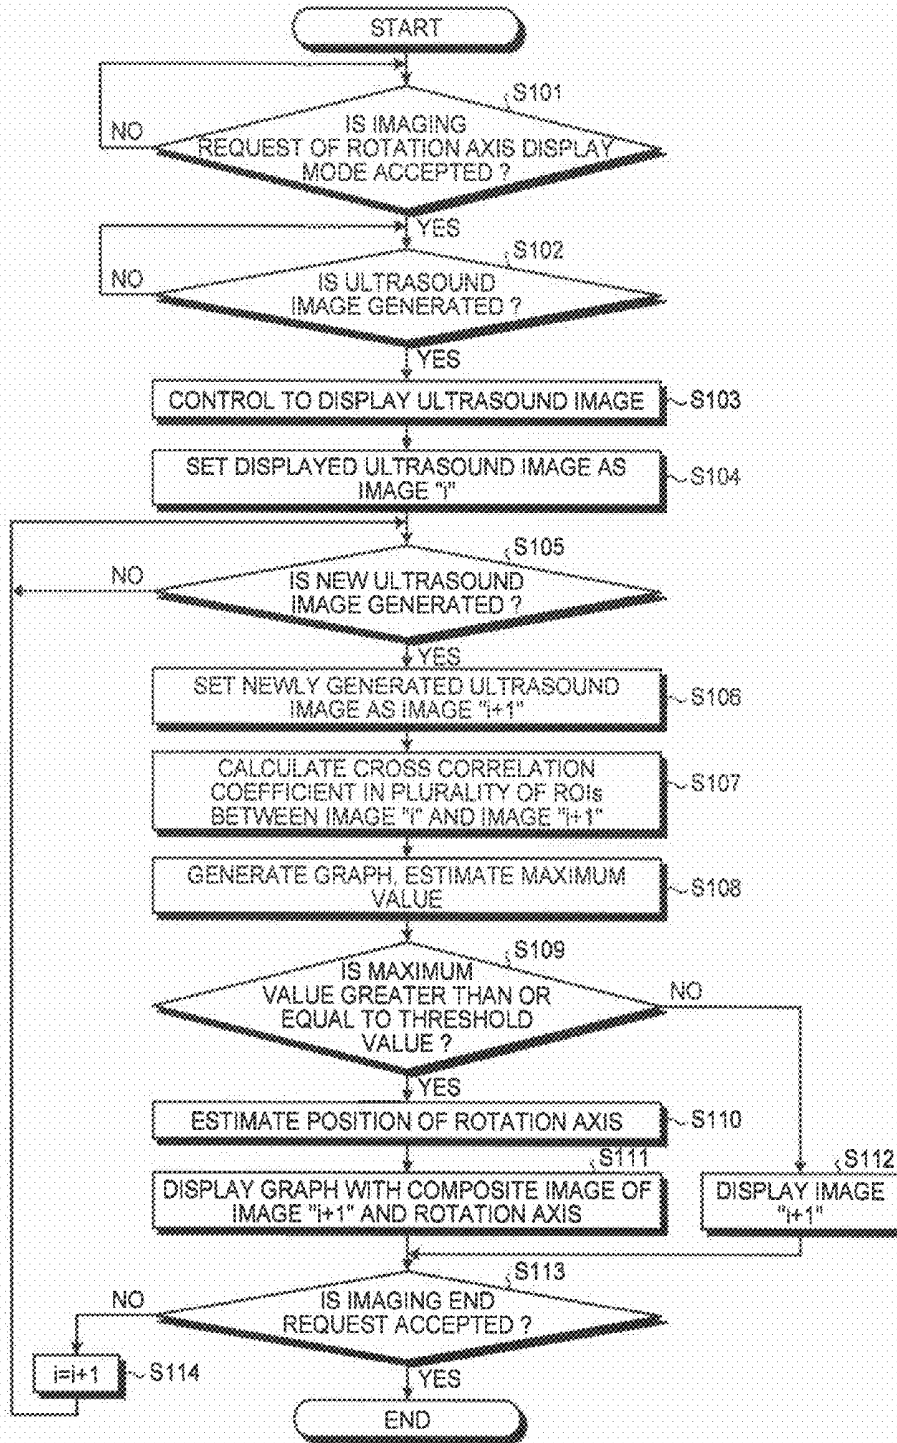 START
S101
IS IMAGING
REQUEST OF ROTATION AXIS DISPLAY
MODE ACCEPTED ?
NO
YES
S102
IS ULTRASOUND
IMAGE GENERATED ?
NO
YES
CONTROL TO DISPLAY ULTRASOUND IMAGE
S103
SET DISPLAYED ULTRASOUND IMAGE AS
IMAGE "i"
S104
S105
IS NEW ULTRASOUND
IMAGE GENERATED ?
NO
YES
SET NEWLY GENERATED ULTRASOUND
IMAGE AS IMAGE "i+1"
S106
CALCULATE CROSS CORRELATION
COEFFICIENT IN PLURALITY OF ROIs
BETWEEN IMAGE "i" AND IMAGE "i+1"
S107
GENERATE GRAPH, ESTIMATE MAXIMUM
VALUE
S108
S109
IS MAXIMUM
VALUE GREATER THAN OR
EQUAL TO THRESHOLD
VALUE ?
NO
YES
ESTIMATE POSITION OF ROTATION AXIS
S110
S111
DISPLAY GRAPH WITH COMPOSITE IMAGE OF
IMAGE "i+1" AND ROTATION AXIS
S112
DISPLAY IMAGE
"i+1"
S113
IS IMAGING END
REQUEST ACCEPTED ?
NO
YES
i=i+1
S114
END